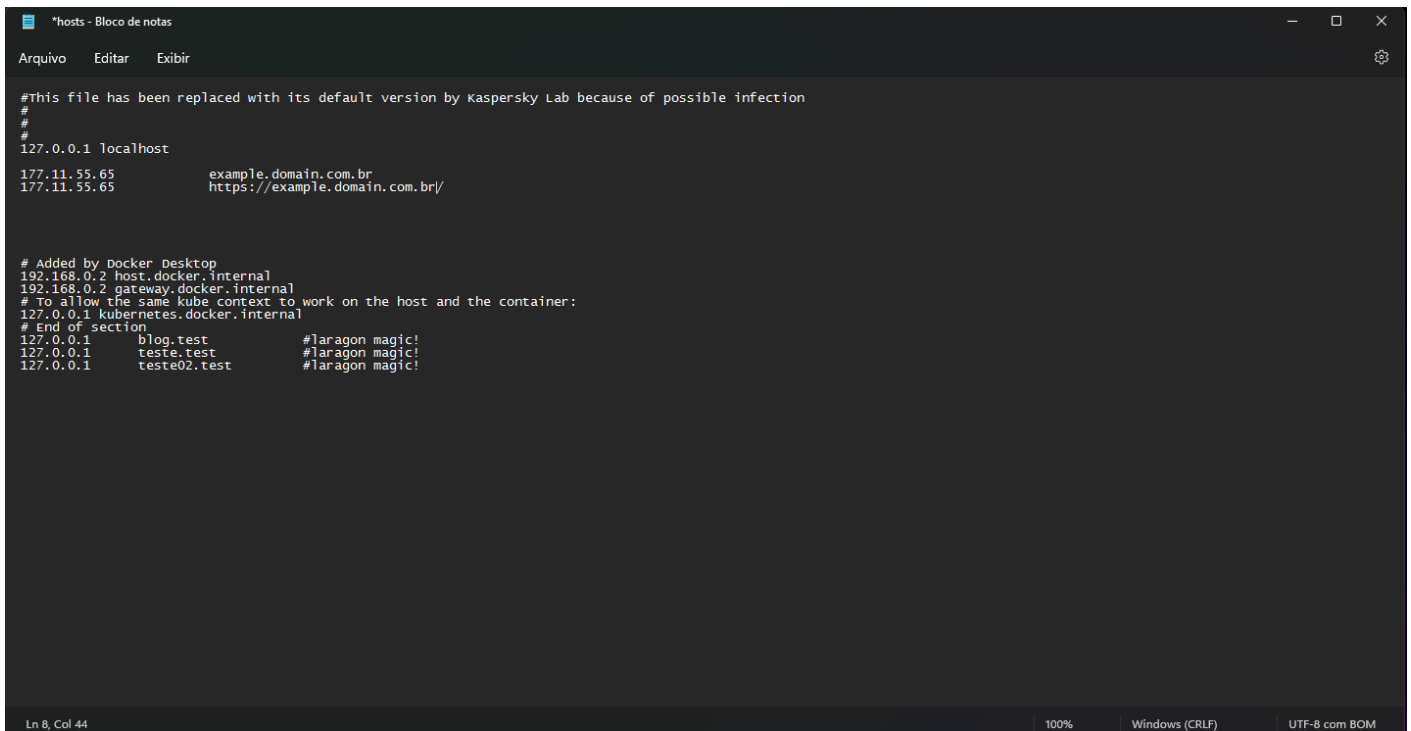 *hosts - Bloco de notas
Arquivo Editar Exibir
#This file has been replaced with its default version by Kaspersky Lab because of possible infection
#
#
#
127.0.0.1 localhost
177.11.55.65 example.domain.com.br
177.11.55.65 https://example.domain.com.br/
# Added by Docker Desktop
192.168.0.2 host.docker.internal
192.168.0.2 gateway.docker.internal
# To allow the same kube context to work on the host and the container:
127.0.0.1 kubernetes.docker.internal
# End of section
127.0.0.1 blog.test #laragon magic!
127.0.0.1 teste.test #laragon magic!
127.0.0.1 teste02.test #laragon magic!
Ln 8, Col 44 100% Windows (CRLF) UTF-8 com BOM